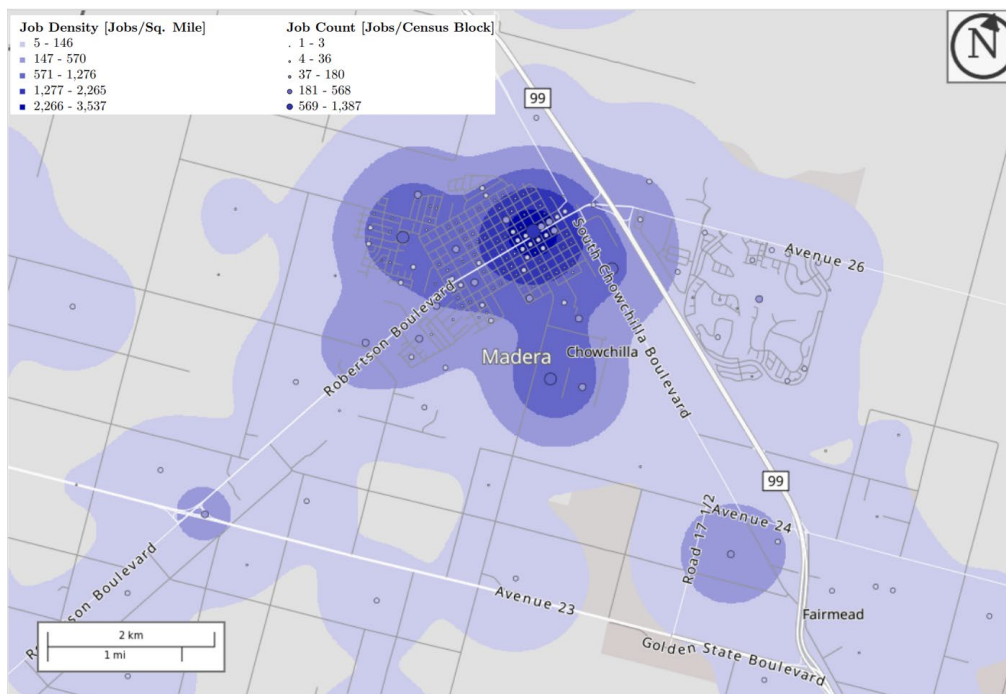 Job Density [Jobs/Sq. Mile]
5 - 146
147 - 570
571 - 1,276
1,277 - 2,265
2,266 - 3,537
Job Count [Jobs/Census Block]
1 - 3
4 - 36
37 - 180
181 - 568
569 - 1,387
N
99
South Chowchilla Boulevard
Avenue 26
Robertson Boulevard
Madera
Chowchilla
99
Road 17 1/2
Avenue 24
Avenue 23
Fairmead
Golden State Boulevard
Robertson Boulevard
2 km
1 mi